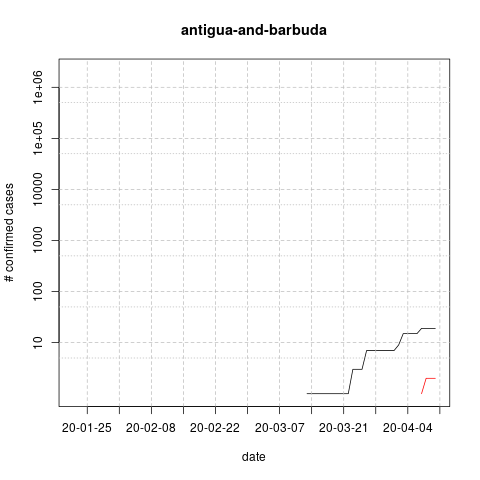 antigua-and-barbuda
# confirmed cases
1e+06
1e+05
10000
1000
100
10
20-01-25 20-02-08 20-02-22 20-03-07 20-03-21 20-04-04
date